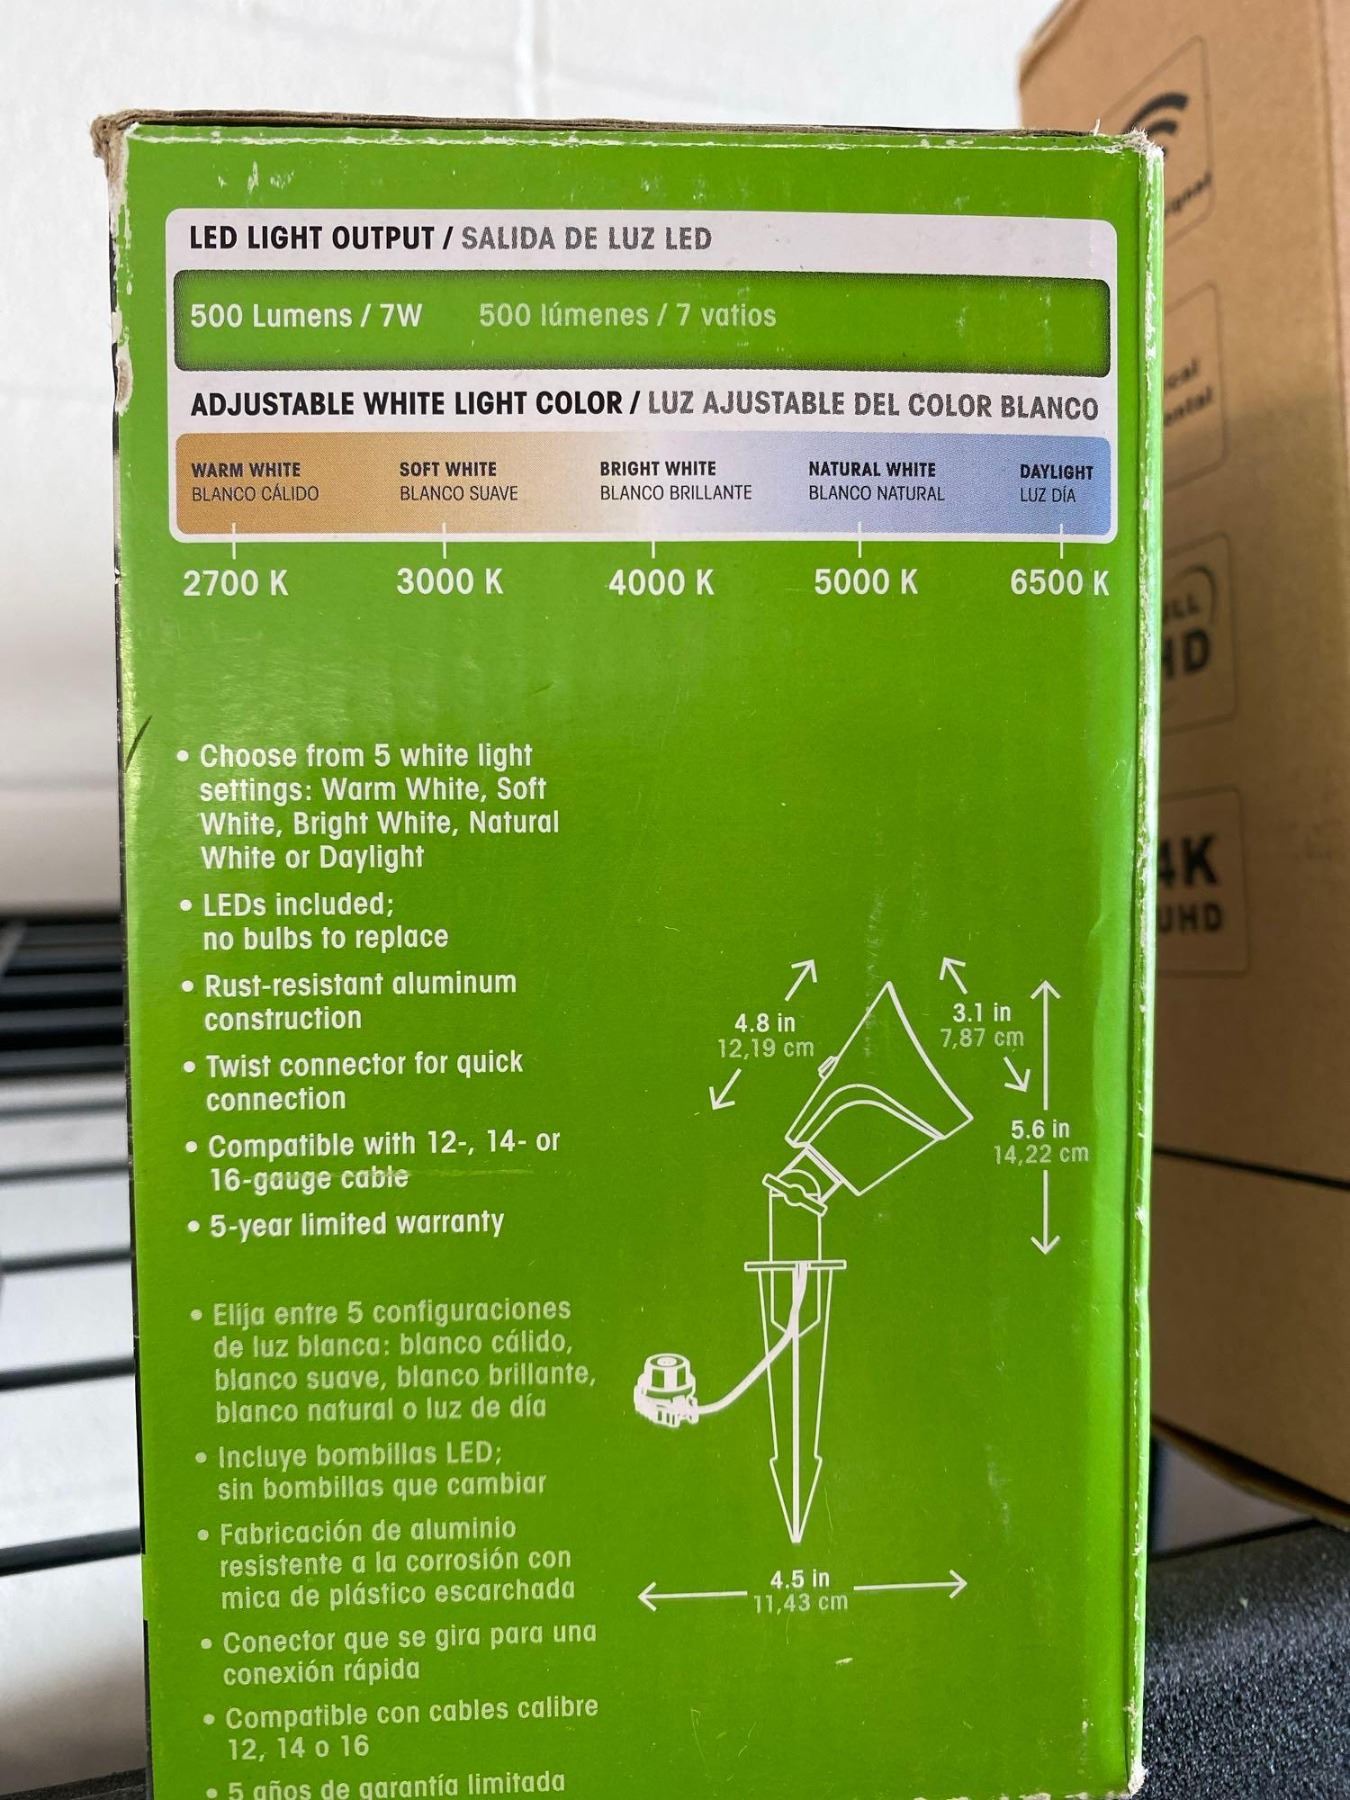 LED LIGHT OUTPUT / SALIDA DE LUZ LED
500 Lumens / 7W 500 lúmenes / 7 vatios
ADJUSTABLE WHITE LIGHT COLOR / LUZ AJUSTABLE DEL COLOR BLANCO
WARM WHITE
BLANCO CÁLIDO
SOFT WHITE
BLANCO SUAVE
BRIGHT WHITE
BLANCO BRILLANTE
NATURAL WHITE
BLANCO NATURAL
DAYLIGHT
LUZ DÍA
2700 K 3000 K 4000 K 5000 K 6500 K
• Choose from 5 white light
settings: Warm White, Soft
White, Bright White, Natural
White or Daylight
• LEDs included;
no bulbs to replace
• Rust-resistant aluminum
construction
• Twist connector for quick
connection
• Compatible with 12-, 14- or
16-gauge cable
• 5-year limited warranty
• Elija entre 5 configuraciones
de luz blanca: blanco cálido,
blanco suave, blanco brillante,
blanco natural o luz de día
• Incluye bombillas LED;
sin bombillas que cambiar
• Fabricación de aluminio
resistente a la corrosión con
mica de plástico escarchada
• Conector que se gira para una
conexión rápida
• Compatible con cables calibre
12, 14 o 16
• 5 años de garantía limitada
4.8 in
12,19 cm
3.1 in
7,87 cm
5.6 in
14,22 cm
4.5 in
11,43 cm
HD
4K
UHD